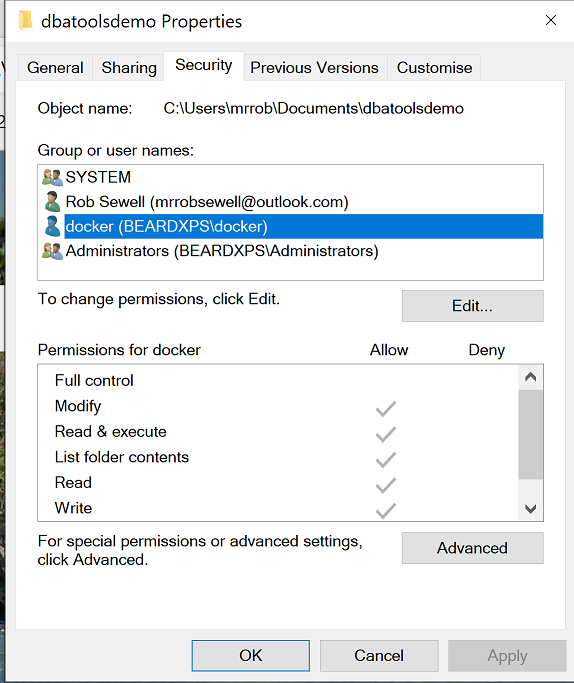 dbatoolsdemo Properties
General Sharing Security Previous Versions Customise
Object name: C:\Users\mrrob\Documents\dbatoolsdemo
Group or user names:
SYSTEM
Rob Sewell (mrrobsewell@outlook.com)
docker (BEARDXPS\docker)
Administrators (BEARDXPS\Administrators)
To change permissions, click Edit.
Edit...
Permissions for docker Allow Deny
Full control
Modify
Read & execute
List folder contents
Read
Write
For special permissions or advanced settings,
click Advanced.
Advanced
OK Cancel Apply